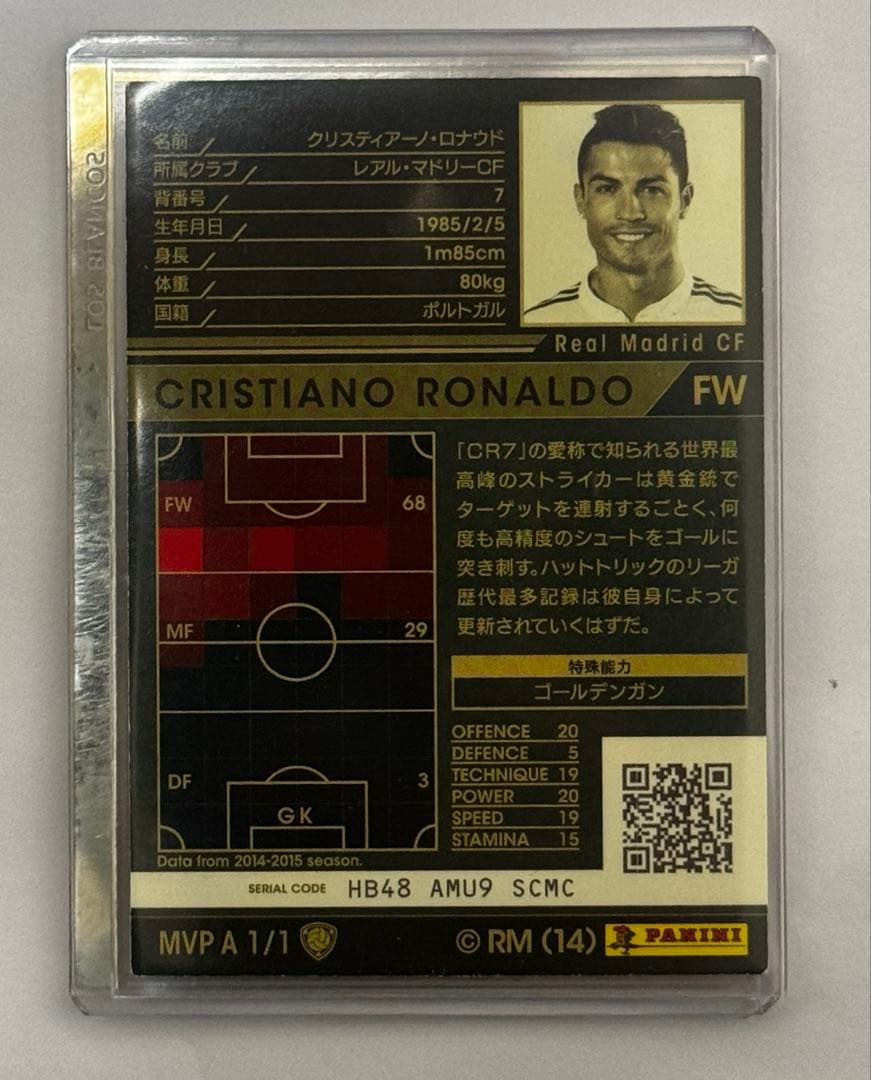 名前 クリスティアーノ・ロナウド
所属クラブ レアル・マドリーCF
背番号 7
生年月日 1985/2/5
身長 1m85cm
体重 80kg
国籍 ポルトガル
Real Madrid CF
CRISTIANO RONALDO FW
「CR7」の愛称で知られる世界最
高峰のストライカーは黄金銃で
ターゲットを連射するごとく、何
度も高精度のシュートをゴールに
突き刺す。ハットトリックのリーガ
歴代最多記録は彼自身によって
更新されていくはずだ。
特殊能力
ゴールデンガン
FW 68
MF 29
DF 3
GK
Data from 2014-2015 season.
OFFENCE 20
DEFENCE 5
TECHNIQUE 19
POWER 20
SPEED 19
STAMINA 15
SERIAL CODE HB48 AMU9 SCMC
MVP A 1/1
© RM (14) PANINI